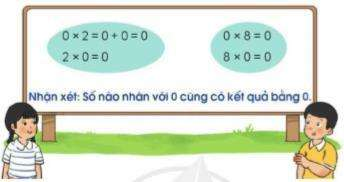 0 × 2 = 0 + 0 = 0
2 × 0 = 0
0 × 8 = 0
8 × 0 = 0
Nhận xét: Số nào nhân với 0 cũng có kết quả bằng 0.